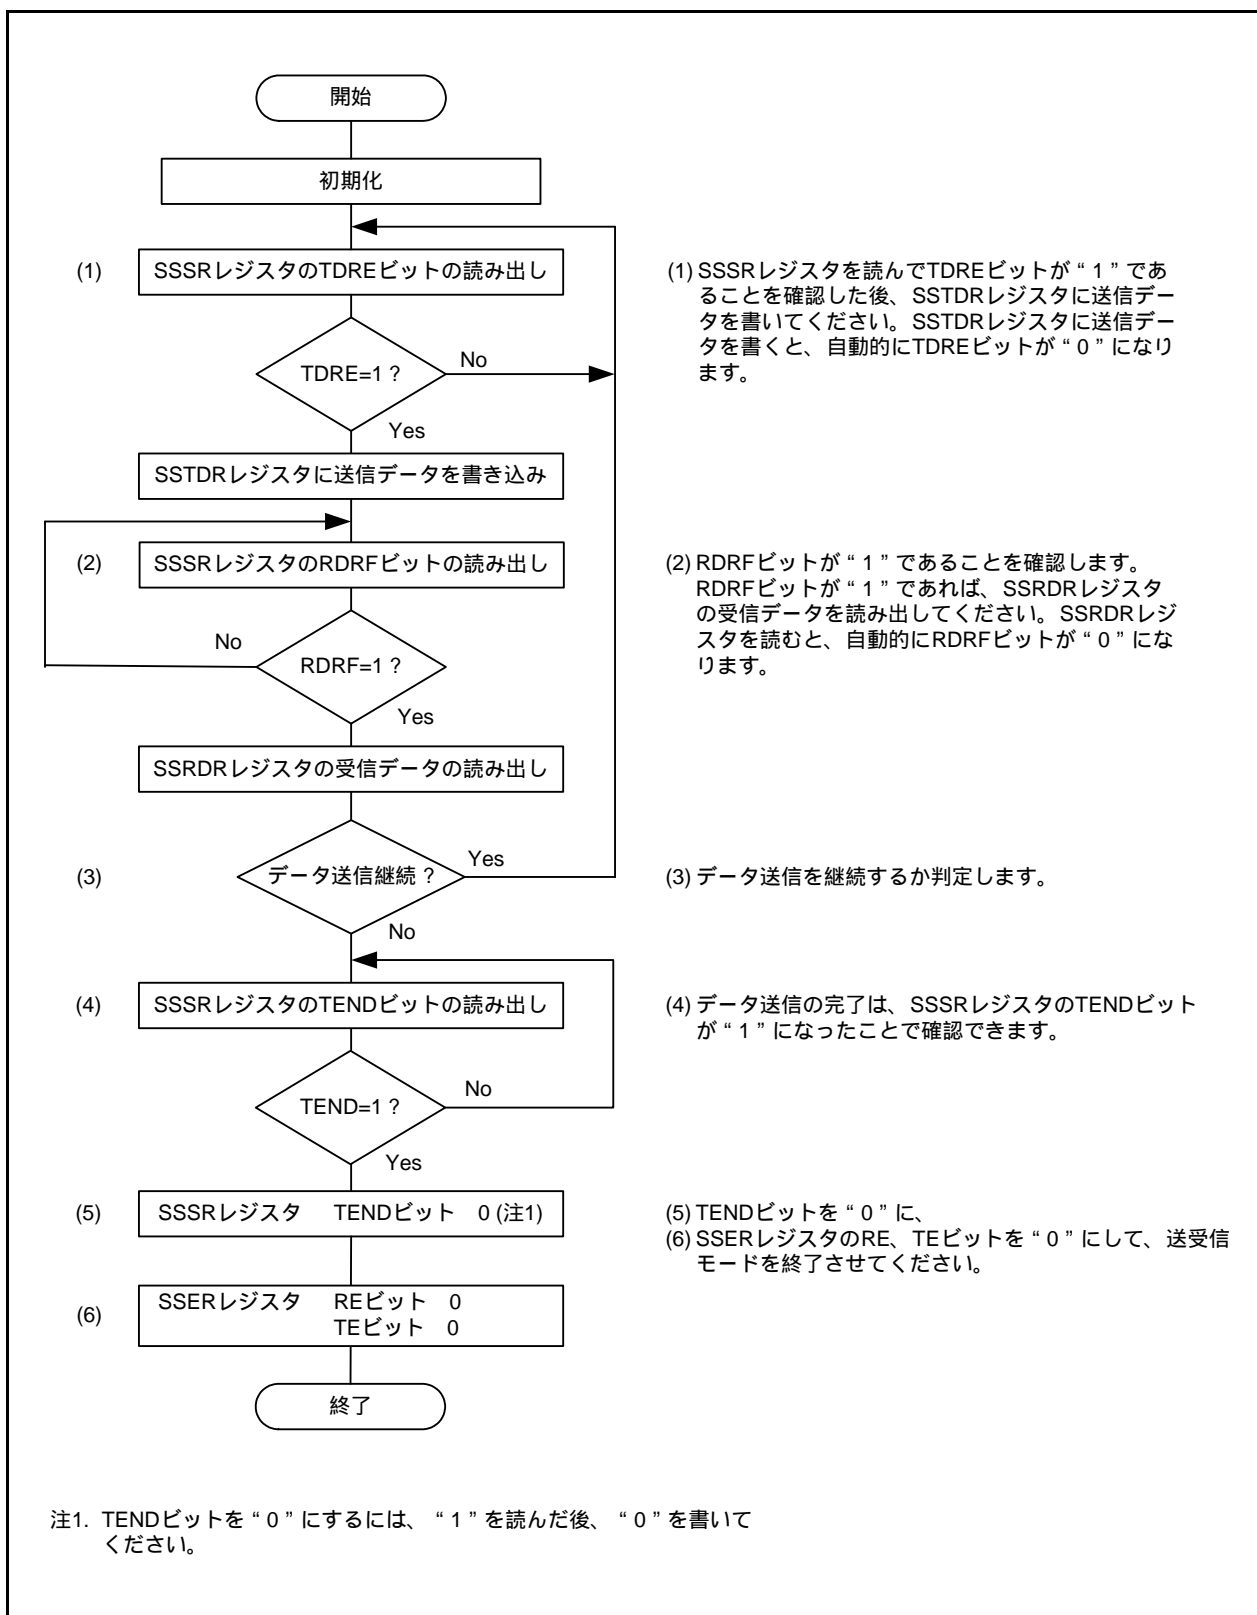 開始
初期化
(1) SSSRレジスタのTDREビットの読み出し
TDRE=1 ?
No
Yes
SSTDRレジスタに送信データを書き込み
(2) SSSRレジスタのRDRFビットの読み出し
No
RDRF=1 ?
Yes
SSRDRレジスタの受信データの読み出し
(3) データ送信継続 ?
Yes
No
(4) SSSRレジスタのTENDビットの読み出し
TEND=1 ?
No
Yes
(5) SSSRレジスタ TENDビット 0 (注1)
(6) SSERレジスタ REビット 0
TEビット 0
終了
(1) SSSRレジスタを読んでTDREビットが“1”であ
ることを確認した後、SSTDRレジスタに送信デー
タを書いてください。SSTDRレジスタに送信デー
タを書くと、自動的にTDREビットが“0”になり
ます。
(2) RDRFビットが“1”であることを確認します。
RDRFビットが“1”であれば、SSRDRレジスタ
の受信データを読み出してください。SSRDRレジ
スタを読むと、自動的にRDRFビットが“0”にな
ります。
(3) データ送信を継続するか判定します。
(4) データ送信の完了は、SSSRレジスタのTENDビット
が“1”になったことで確認できます。
(5) TENDビットを“0”に、
(6) SSERレジスタのRE、TEビットを“0”にして、送受信
モードを終了させてください。
注1. TENDビットを“0”にするには、“1”を読んだ後、“0”を書いて
ください。